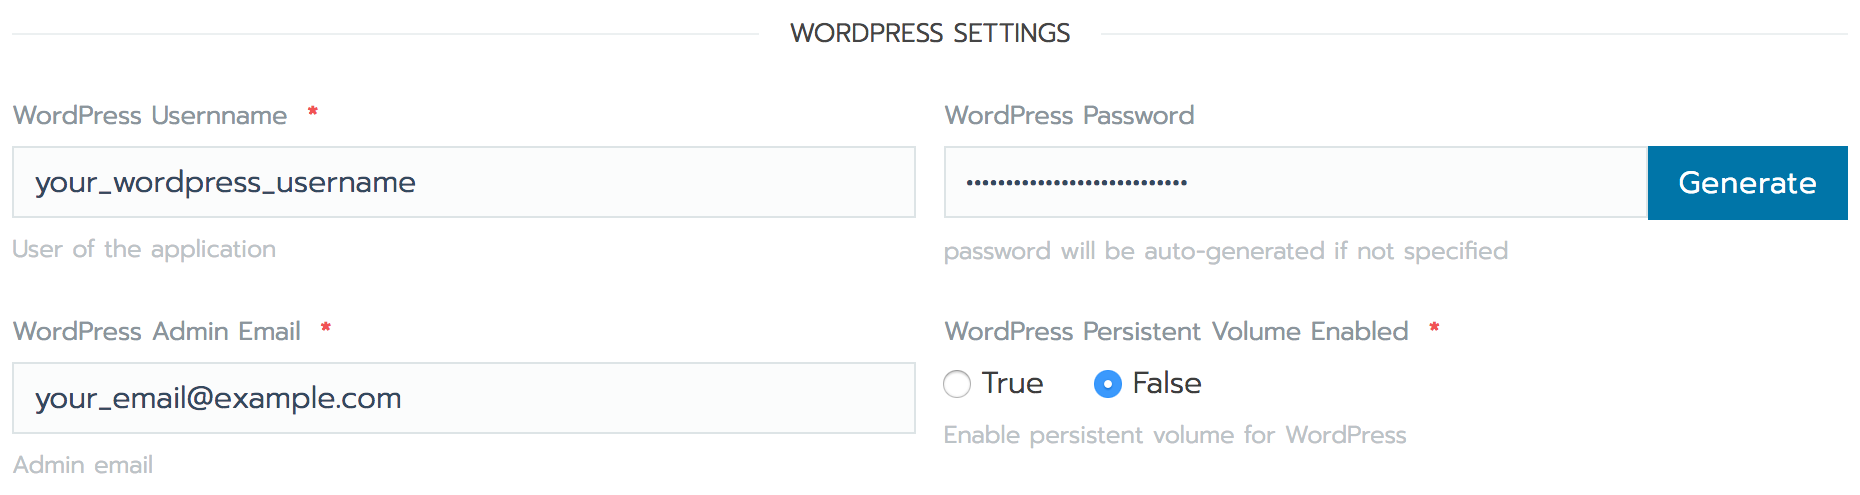 WORDPRESS SETTINGS
WordPress Usernname *
your_wordpress_username
User of the application
WordPress Password
••••••••••••••••••••••••••••
Generate
password will be auto-generated if not specified
WordPress Admin Email *
your_email@example.com
Admin email
WordPress Persistent Volume Enabled *
True False
Enable persistent volume for WordPress